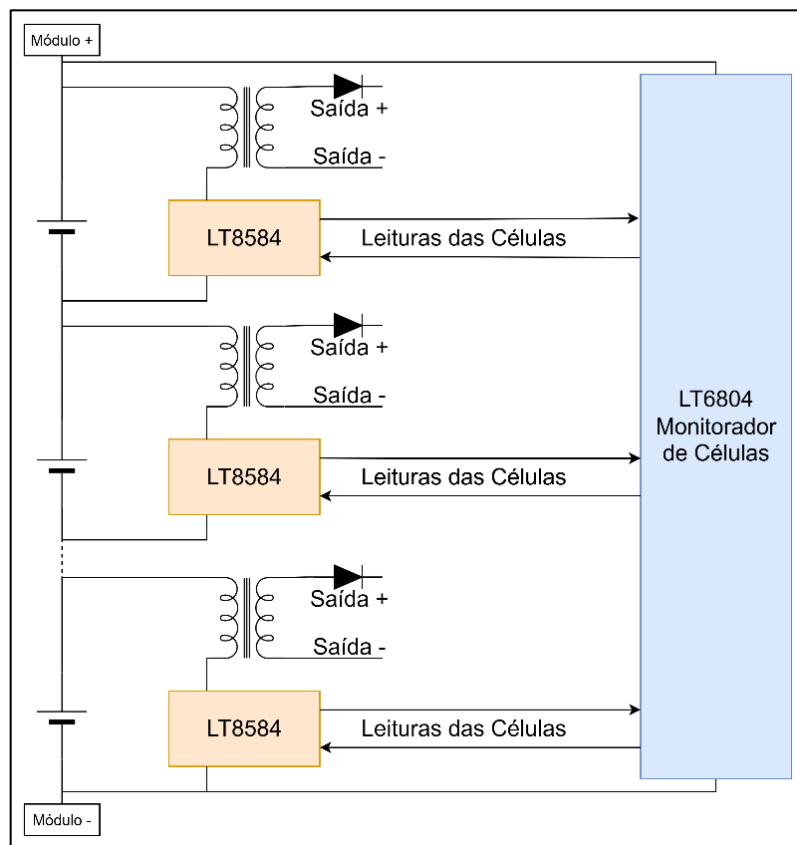 Módulo +
Saída +
Saída -
LT8584
Leituras das Células
Saída +
Saída -
LT8584
Leituras das Células
LT6804
Monitorador
de Células
Saída +
Saída -
LT8584
Leituras das Células
Módulo -